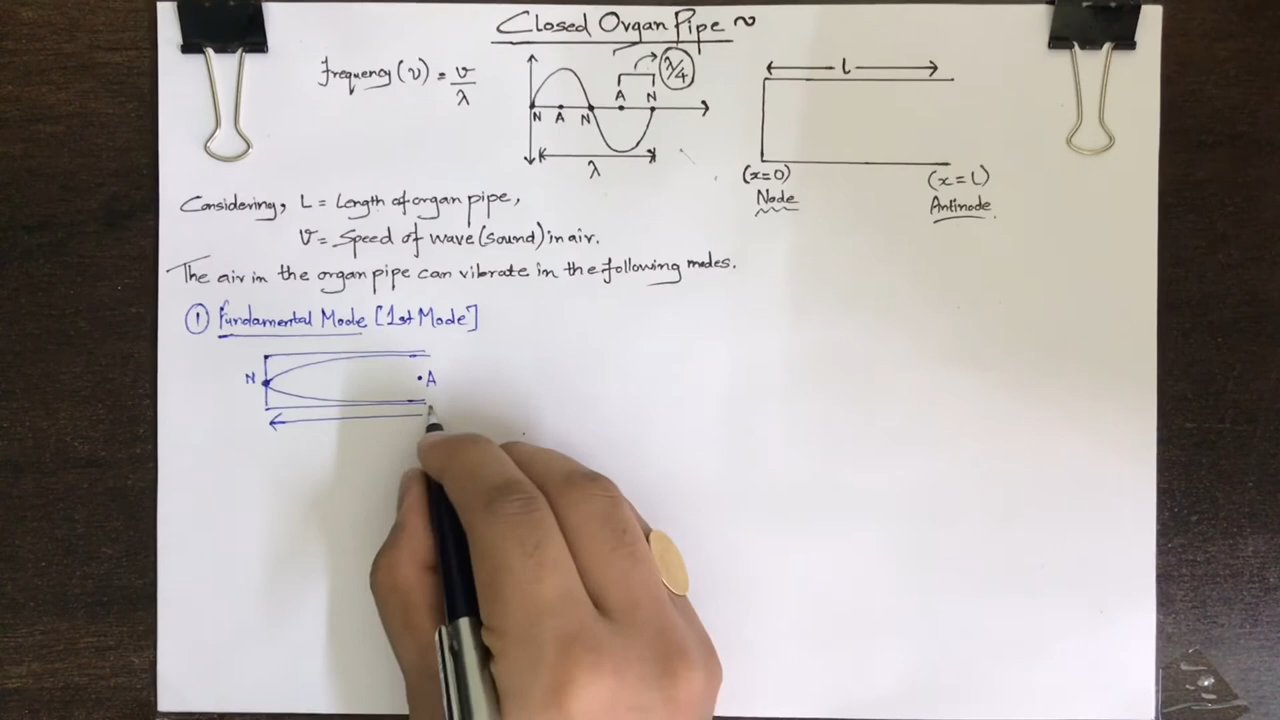 Closed Organ Pipe ~
Frequency (ν) = v/λ
λ/4
A N
N A N
λ
L
(x=0)
Node
(x=L)
Antinode.
Considering, L = Length of organ pipe,
v = Speed of wave (sound) in air.
The air in the organ pipe can vibrate in the following modes.
① Fundamental Mode [1st Mode]
N A